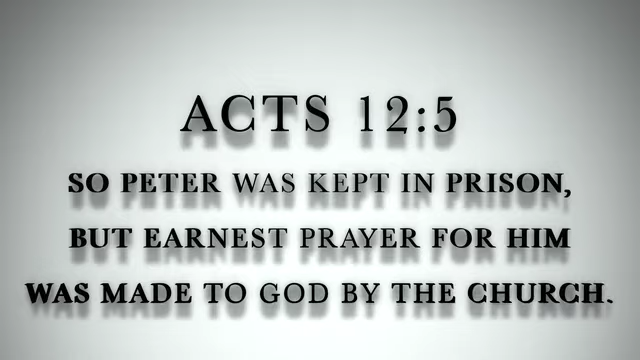 ACTS 12:5
SO PETER WAS KEPT IN PRISON,
BUT EARNEST PRAYER FOR HIM
WAS MADE TO GOD BY THE CHURCH.